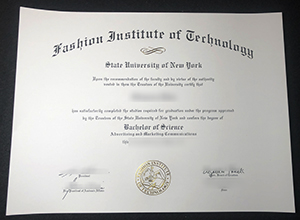 Fashion Institute of Technology
State University of New York
Upon the recommendation of the faculty and by virtue of the authority
vested in them the Trustees of the University certify that
has satisfactorily completed the studies required for graduation under the program approved
by the Trustees of the State University of New York and confers the degree of
Bachelor of Science
Advertising and Marketing Communications
this
President